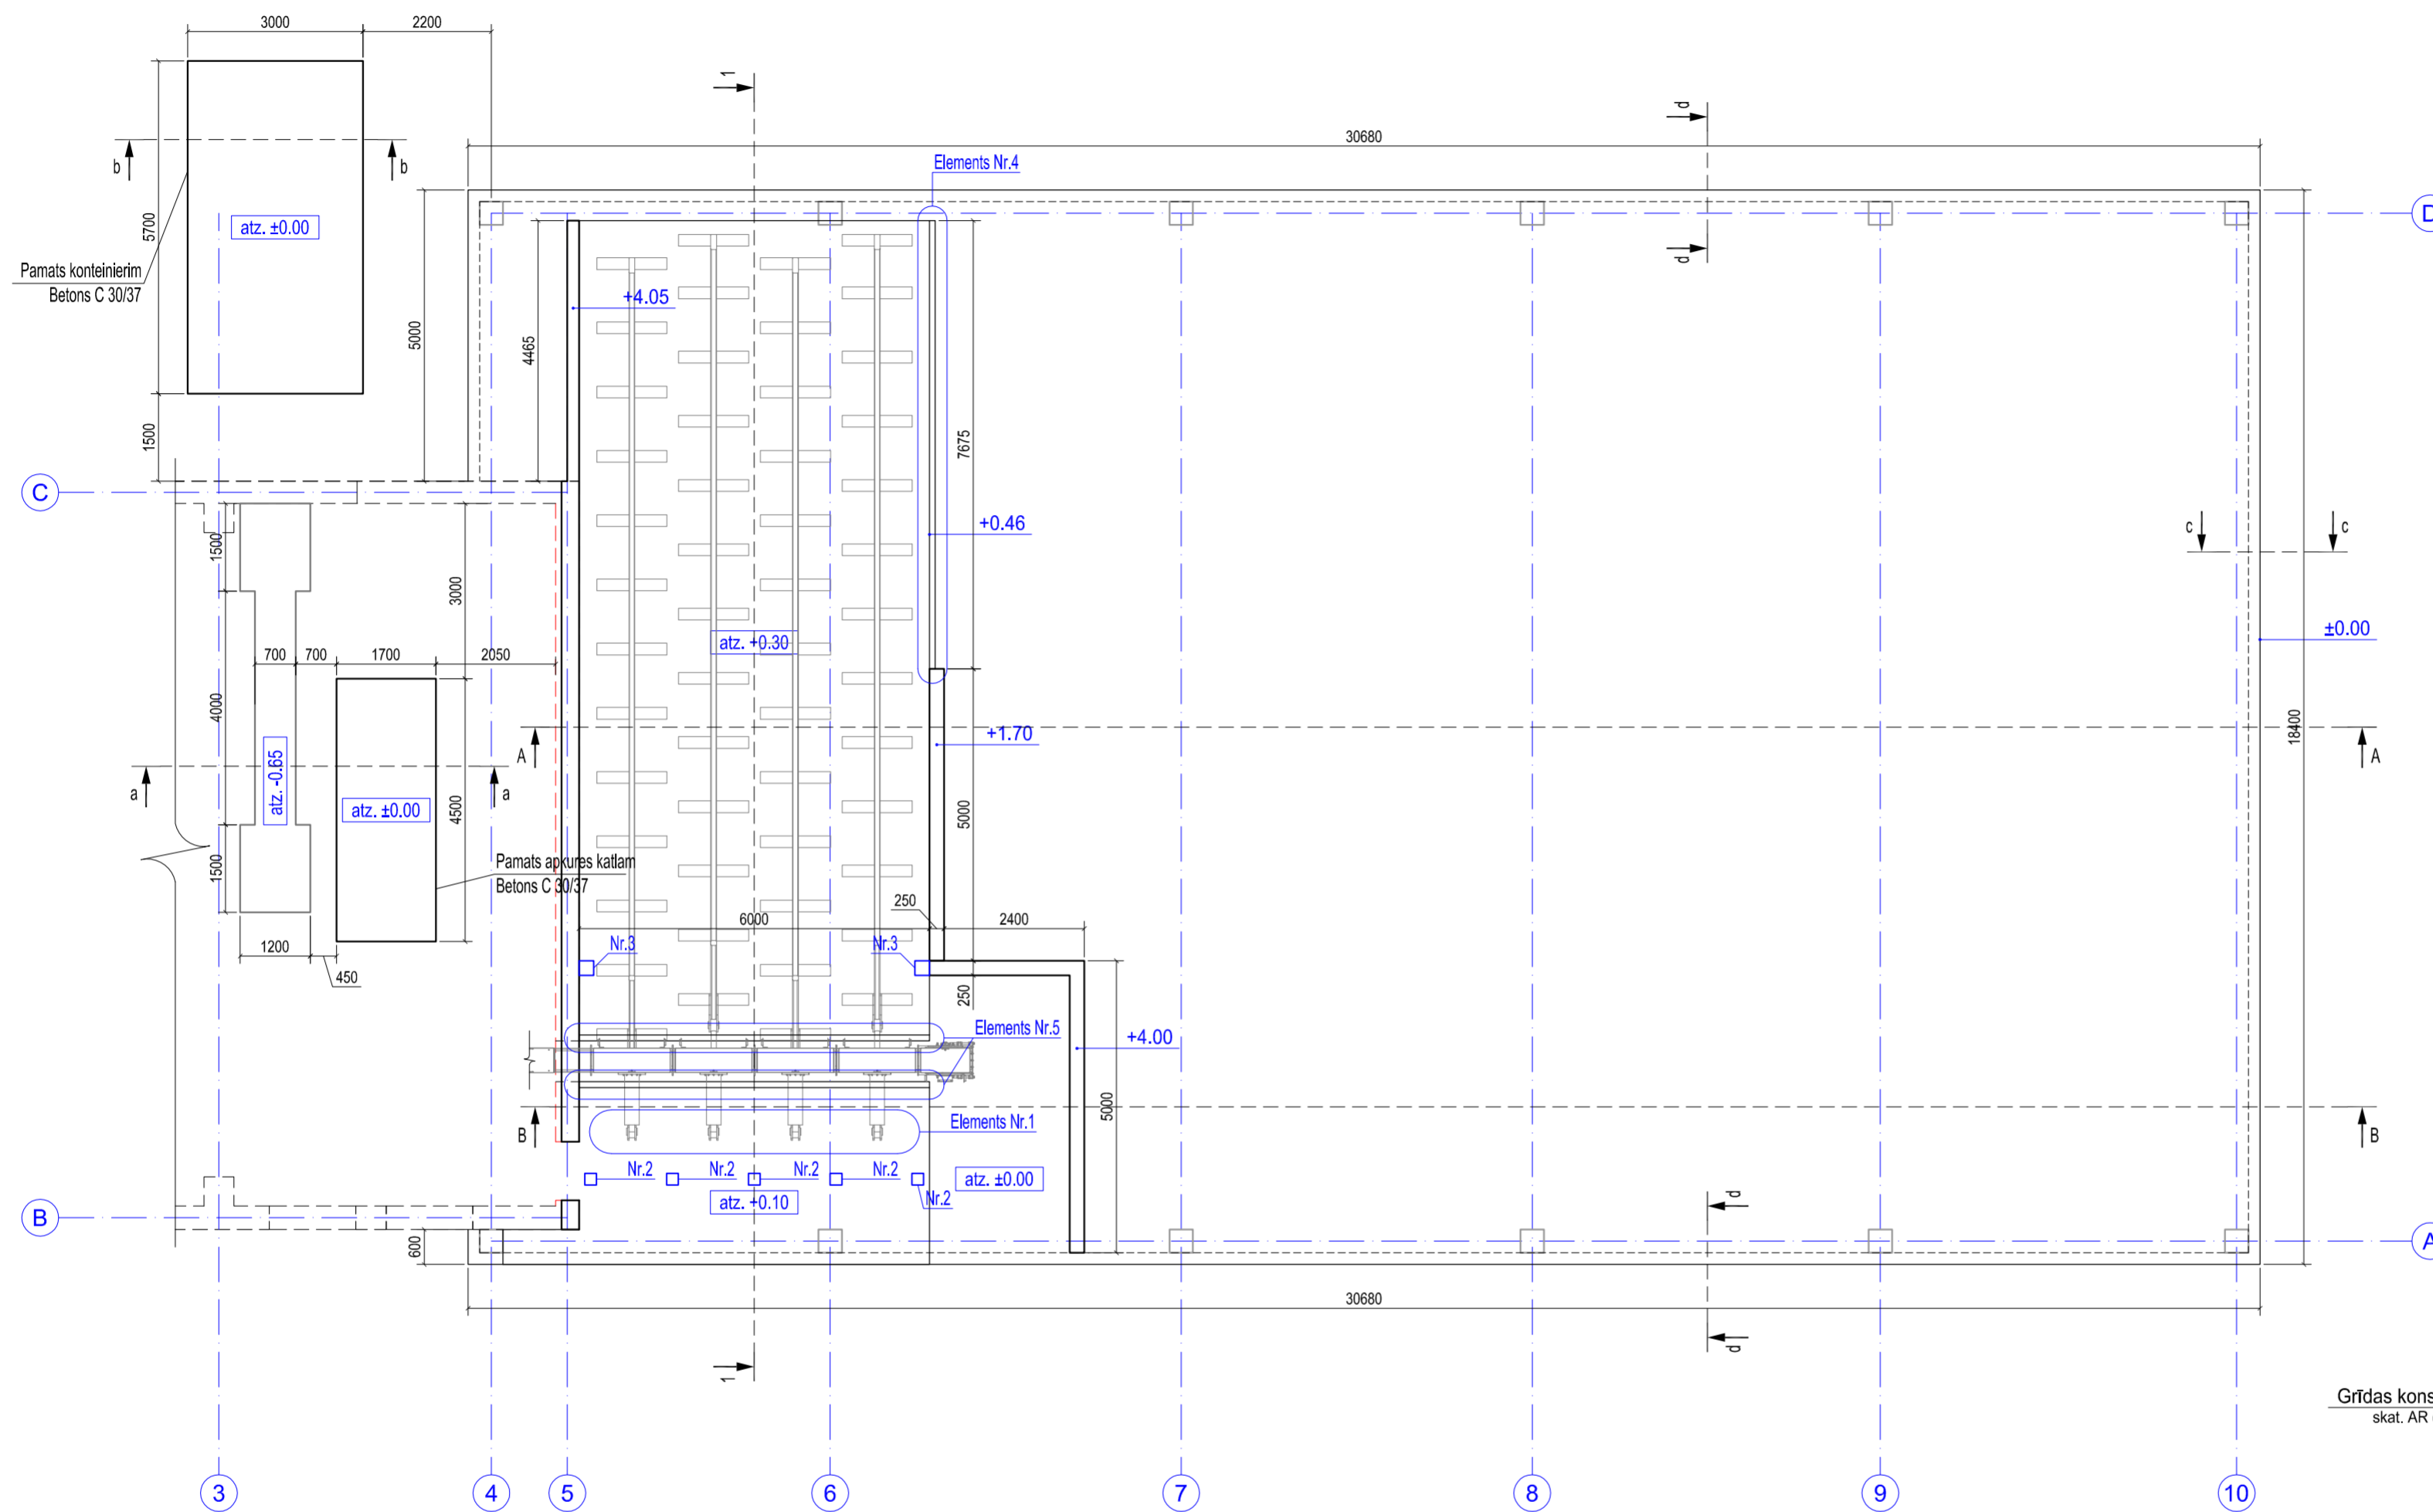 3000
2200
1
d
30680
b
b
Elements Nr.4
D
atz. ±0.00
5700
Pamats konteinierim
Betons C 30/37
d
+4.05
5000
4465
1500
7675
C
+0.46
c
c
1500
3000
±0.00
atz. +0.30
700
700
1700
2050
4000
18400
+1.70
A
A
atz. -0.65
a
a
atz. ±0.00
4500
5000
1500
Pamats apkures katlam
Betons C 30/37
250
6000
2400
1200
450
Nr.3
Nr.3
250
Elements Nr.5
+4.00
5000
Elements Nr.1
B
B
Nr.2
Nr.2
Nr.2
Nr.2
atz. ±0.00
Nr.2
atz. +0.10
d
B
600
A
30680
d
1
Grīdas kons
skat. AR
3
4
5
6
7
8
9
10